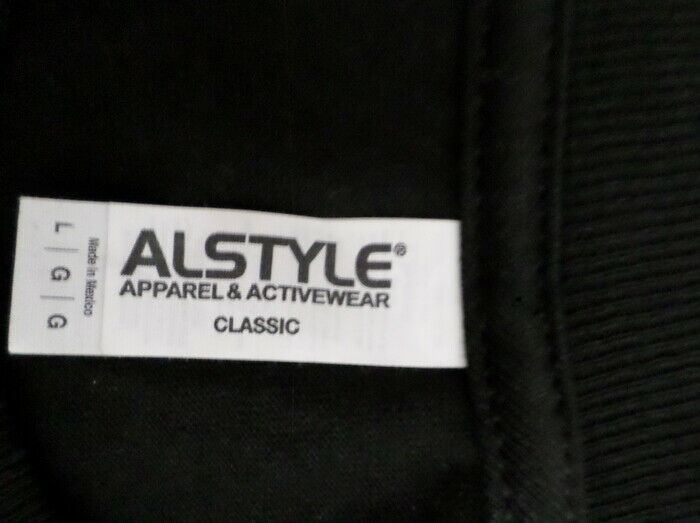 ALSTYLE®
APPAREL & ACTIVEWEAR
CLASSIC
Made in Mexico
L | G | G